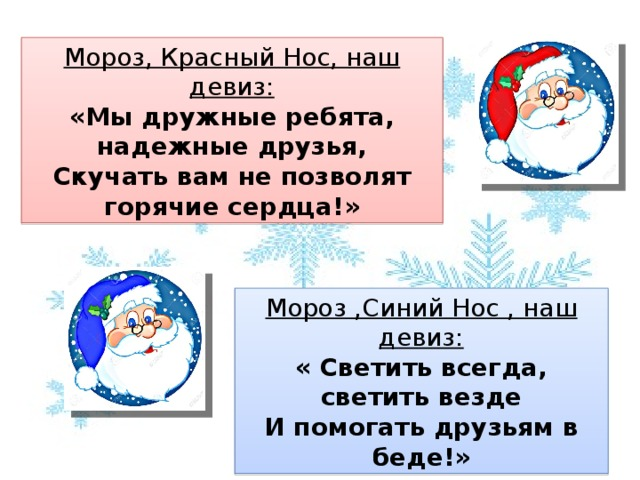 Мороз, Красный Нос, наш
девиз:
«Мы дружные ребята,
надежные друзья,
Скучать вам не позволят
горячие сердца!»
Мороз ,Синий Нос , наш
девиз:
« Светить всегда,
светить везде
И помогать друзьям в
беде!»